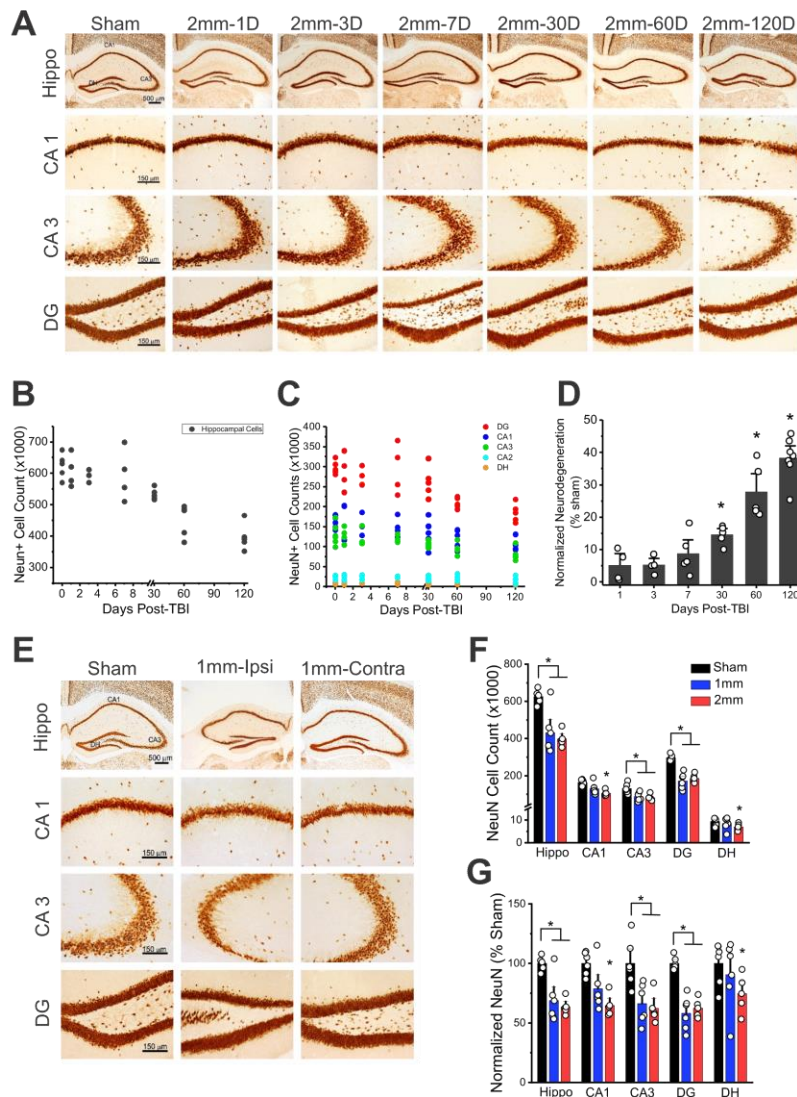 A
Sham 2mm-1D 2mm-3D 2mm-7D 2mm-30D 2mm-60D 2mm-120D
Hippo
CA1
DH
CA3
500 µm
CA 1
150 µm
CA 3
150 µm
DG
150 µm
B
Neun+ Cell Count (x1000)
Hippocampal Cells
700
600
500
400
300
0 2 4 6 8 30 60 90 120
Days Post-TBI
C
NeuN+ Cell Counts (x1000)
DG
CA1
CA3
CA2
DH
400
350
300
250
200
150
100
50
0
0 2 4 6 8 30 60 90 120
Days Post-TBI
D
Normalized Neurodegeneration
(% sham)
50
40
30
20
10
0
* * * *
1 3 7 30 60 120
Days Post-TBI
E
Sham 1mm-Ipsi 1mm-Contra
Hippo
CA1
DH
CA3
500 µm
CA 1
150 µm
CA 3
150 µm
DG
150 µm
F
NeuN Cell Count (x1000)
Sham
1mm
2mm
800
600
400
200
10
0
* * * * *
Hippo CA1 CA3 DG DH
G
Normalized NeuN (% Sham)
150
100
50
0
* * * * *
Hippo CA1 CA3 DG DH